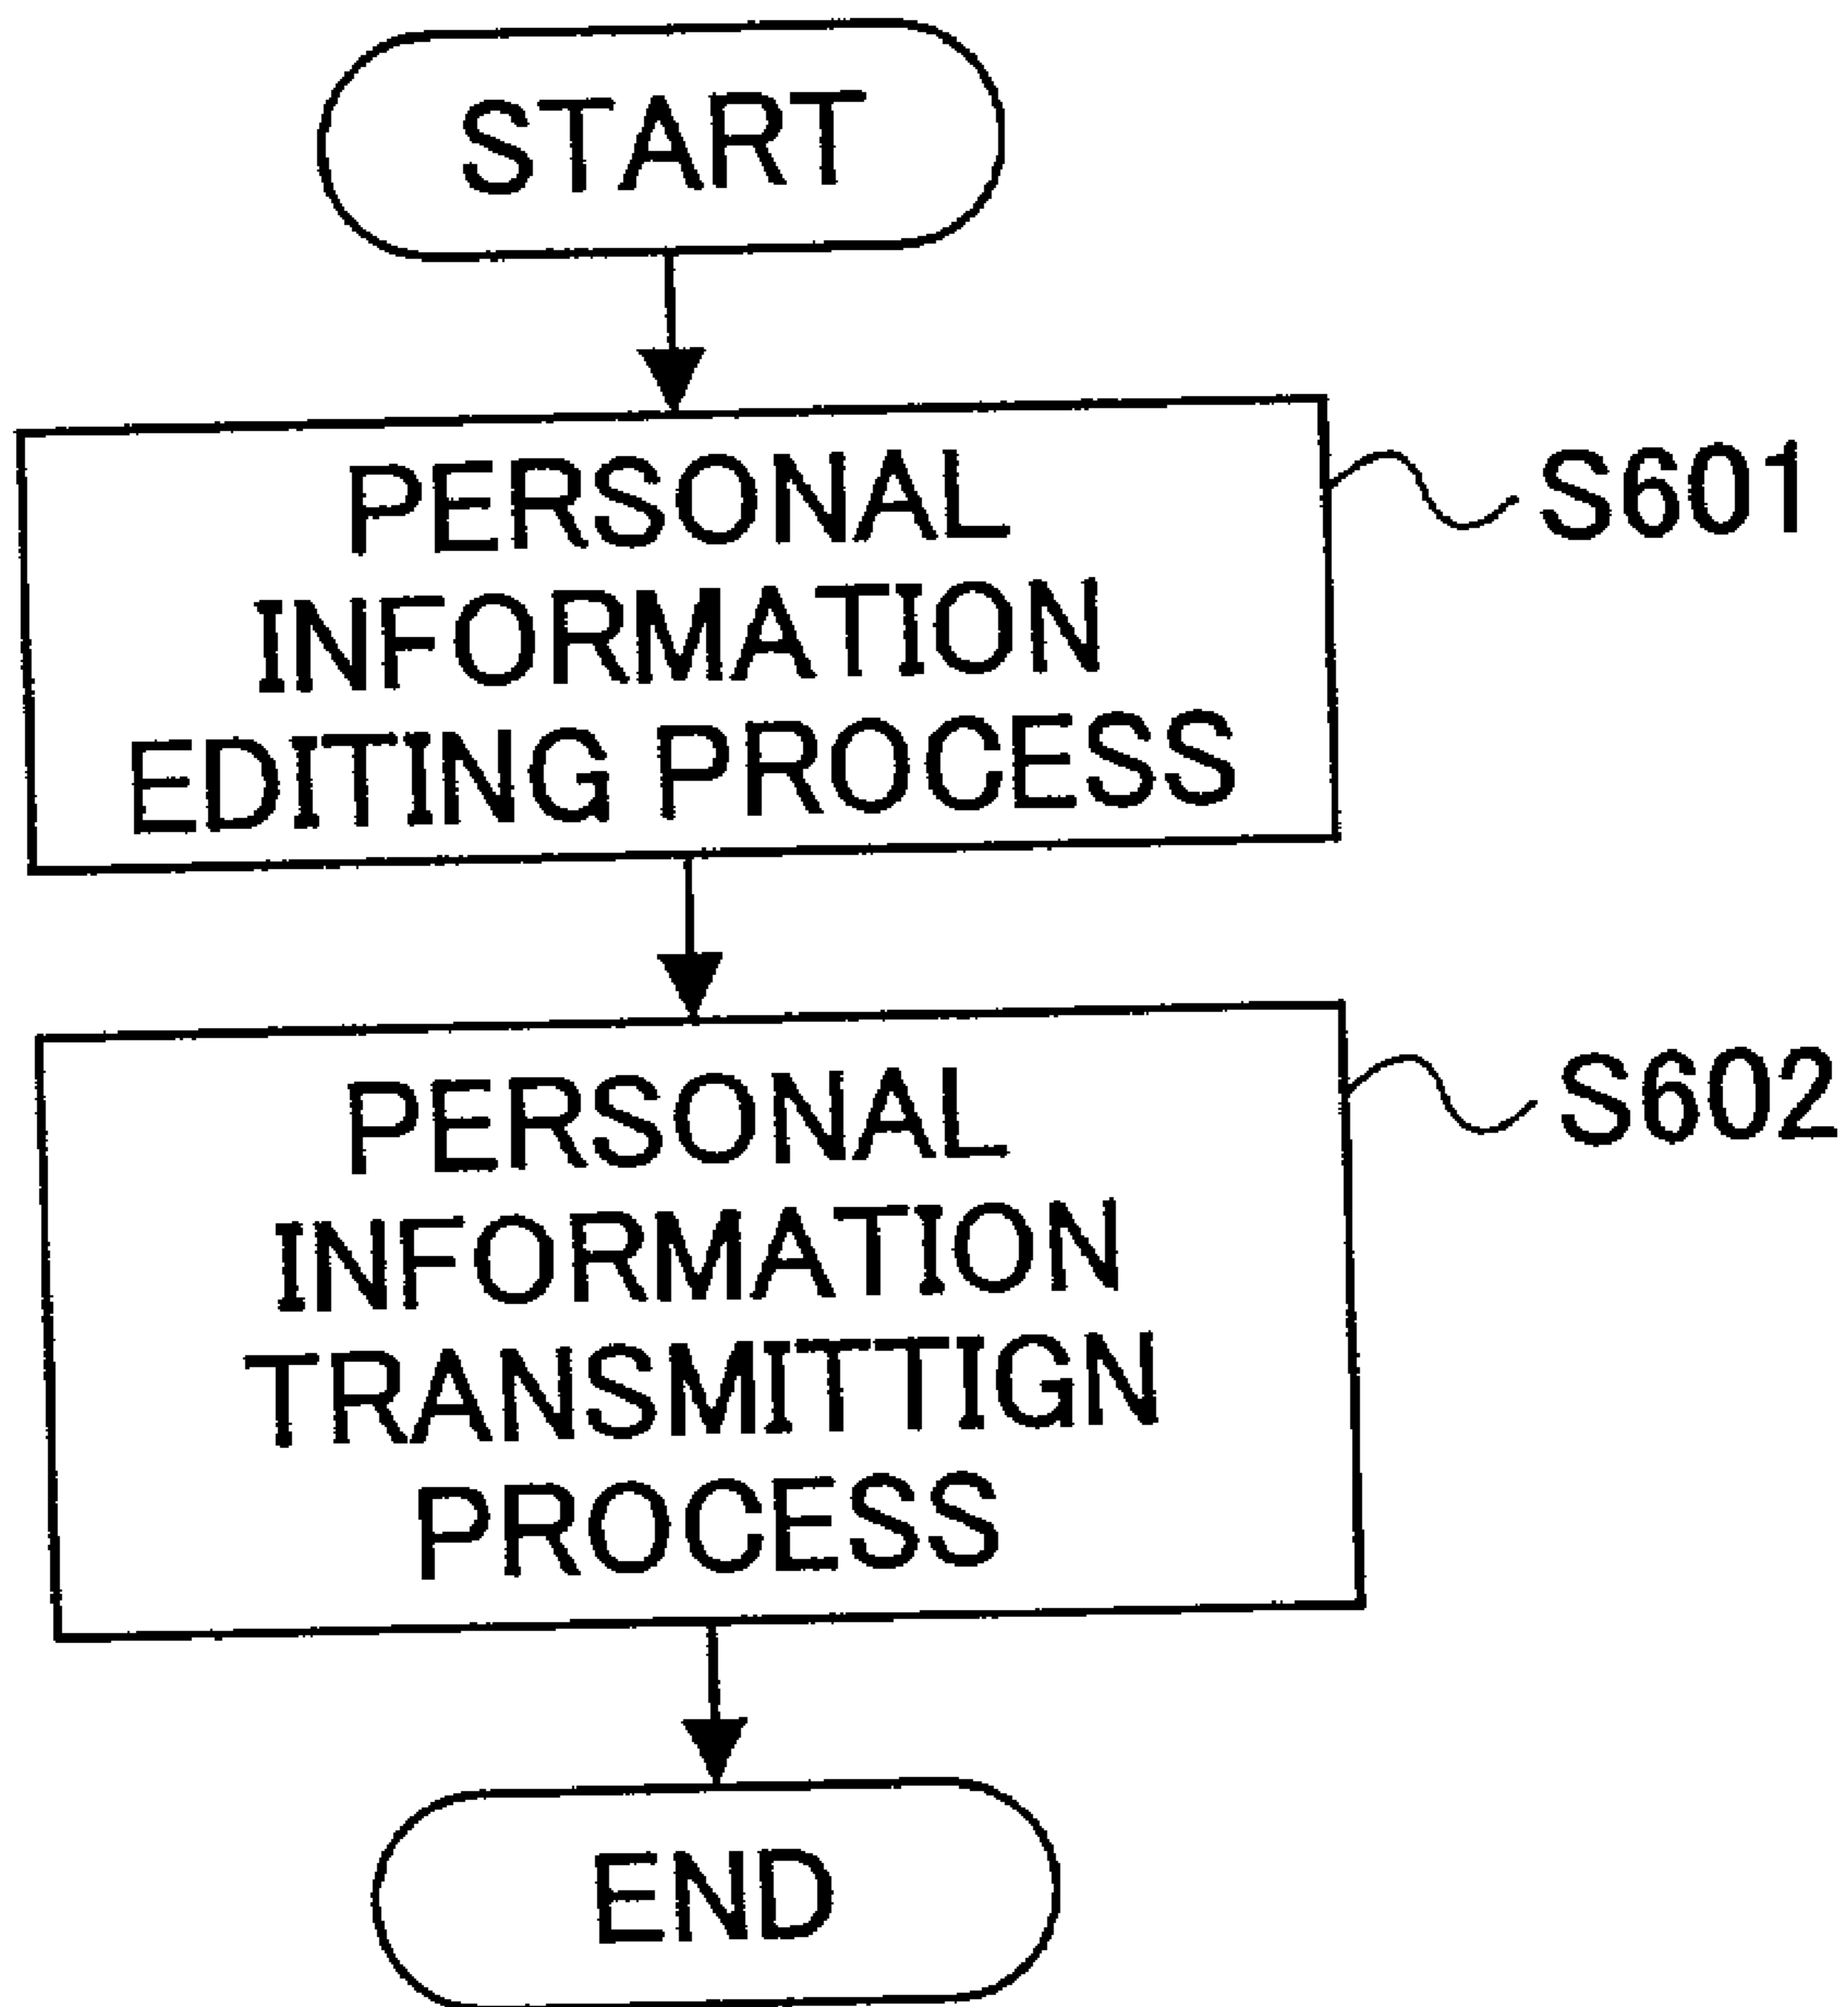 START
PERSONAL
INFORMATION
EDITING PROCESS
S601
PERSONAL
INFORMATION
TRANSMITTIGN
PROCESS
S602
END